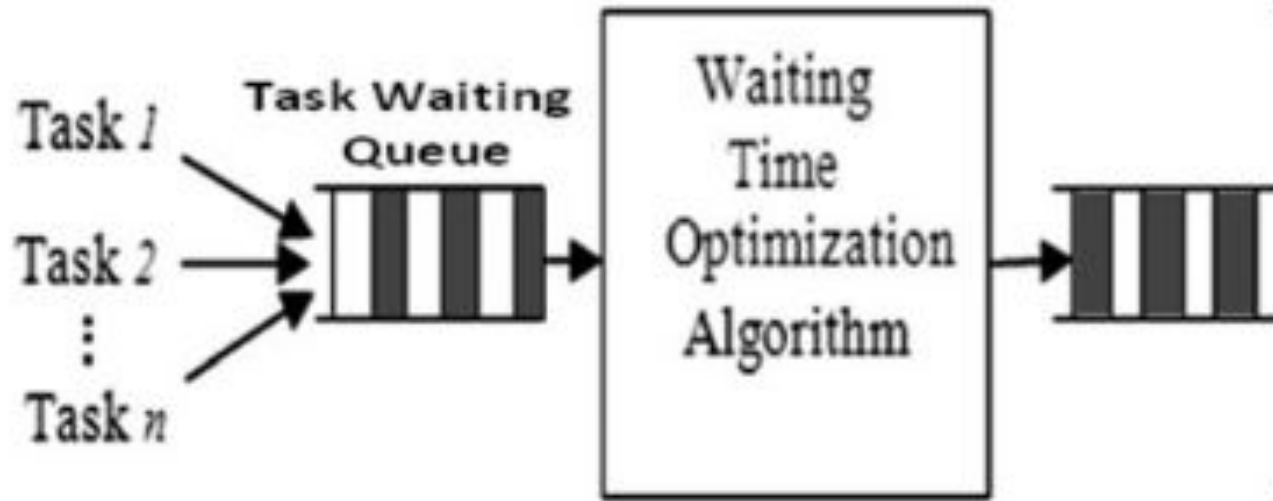 Task 1
Task 2
⋮
Task n
Task Waiting
Queue
Waiting
Time
Optimization
Algorithm